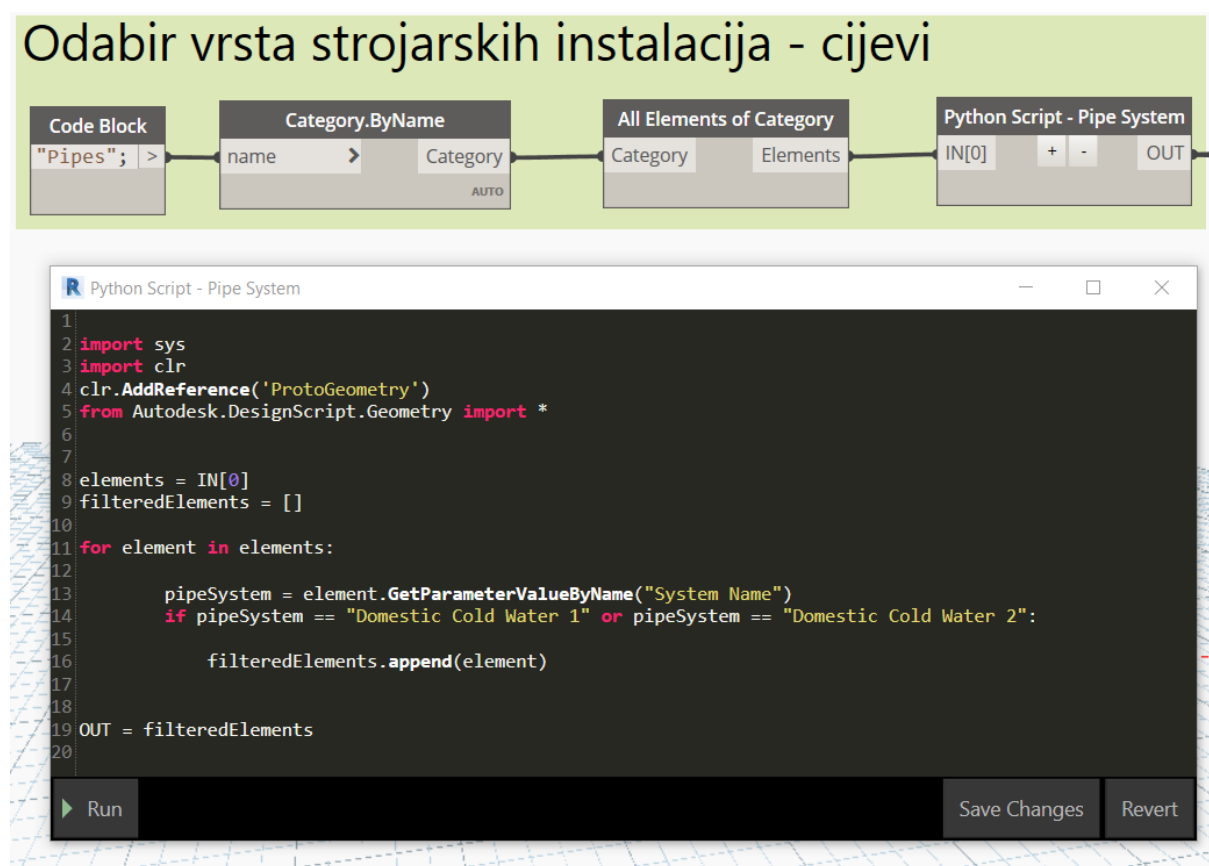 Odabir vrsta strojarskih instalacija - cijevi
Code Block
"Pipes"; >
Category.ByName
name > Category
AUTO
All Elements of Category
Category Elements
Python Script - Pipe System
IN[0] + - OUT
R Python Script - Pipe System
1
2 import sys
3 import clr
4 clr.AddReference('ProtoGeometry')
5 from Autodesk.DesignScript.Geometry import *
6
7
8 elements = IN[0]
9 filteredElements = []
10
11 for element in elements:
12
13 pipeSystem = element.GetParameterValueByName("System Name")
14 if pipeSystem == "Domestic Cold Water 1" or pipeSystem == "Domestic Cold Water 2":
15
16 filteredElements.append(element)
17
18
19 OUT = filteredElements
20
Run
Save Changes
Revert